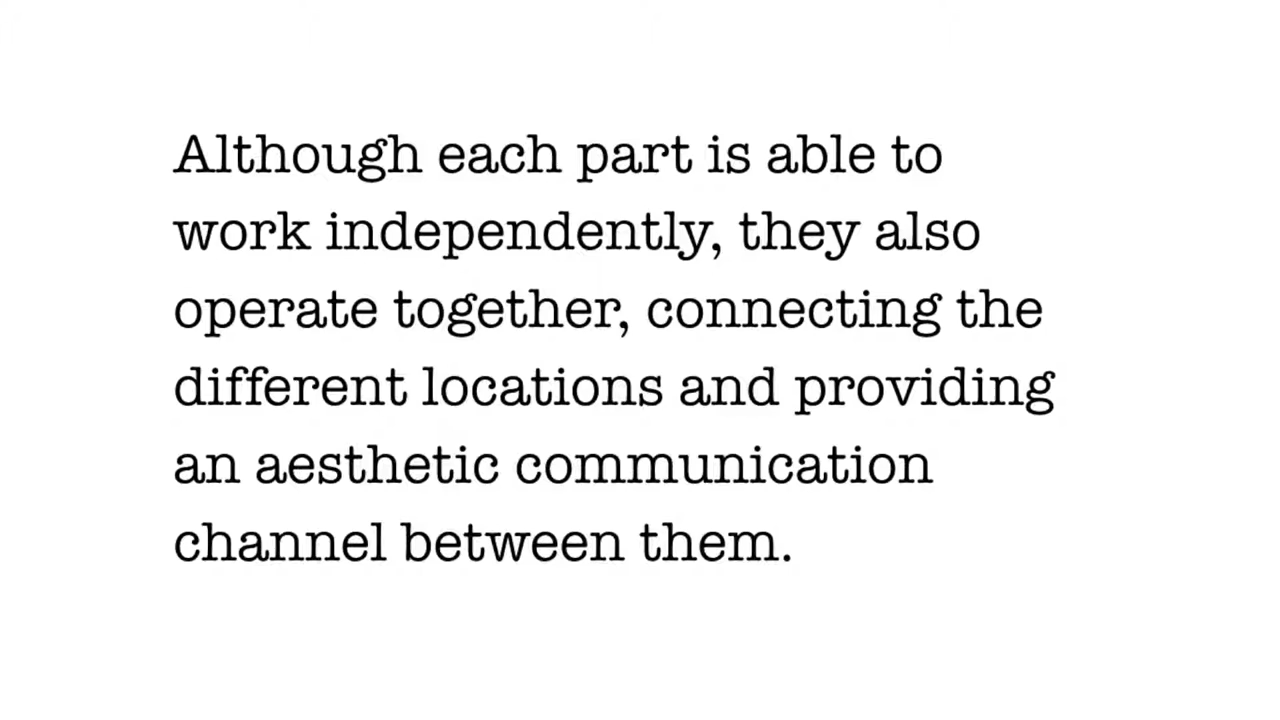 Although each part is able to
work independently, they also
operate together, connecting the
different locations and providing
an aesthetic communication
channel between them.